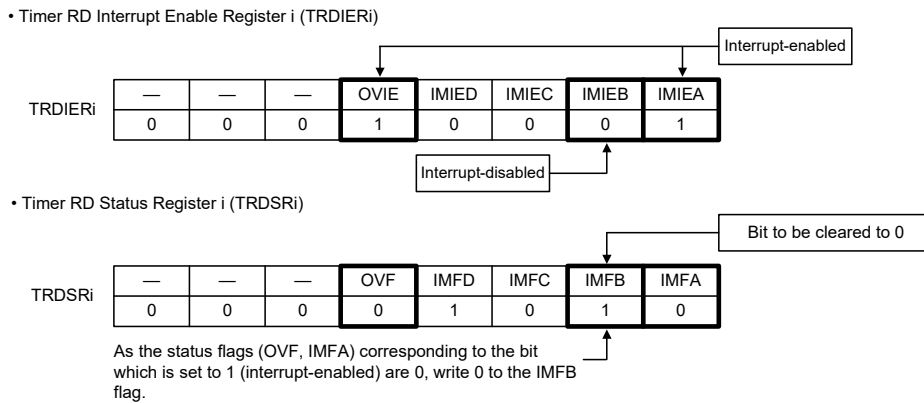 • Timer RD Interrupt Enable Register i (TRDIERi)
Interrupt-enabled
TRDIERi
— — — OVIE IMIED IMIEC IMIEB IMIEA
0 0 0 1 0 0 0 1
Interrupt-disabled
• Timer RD Status Register i (TRDSRi)
Bit to be cleared to 0
TRDSRi
— — — OVF IMFD IMFC IMFB IMFA
0 0 0 0 1 0 1 0
As the status flags (OVF, IMFA) corresponding to the bit
which is set to 1 (interrupt-enabled) are 0, write 0 to the IMFB
flag.